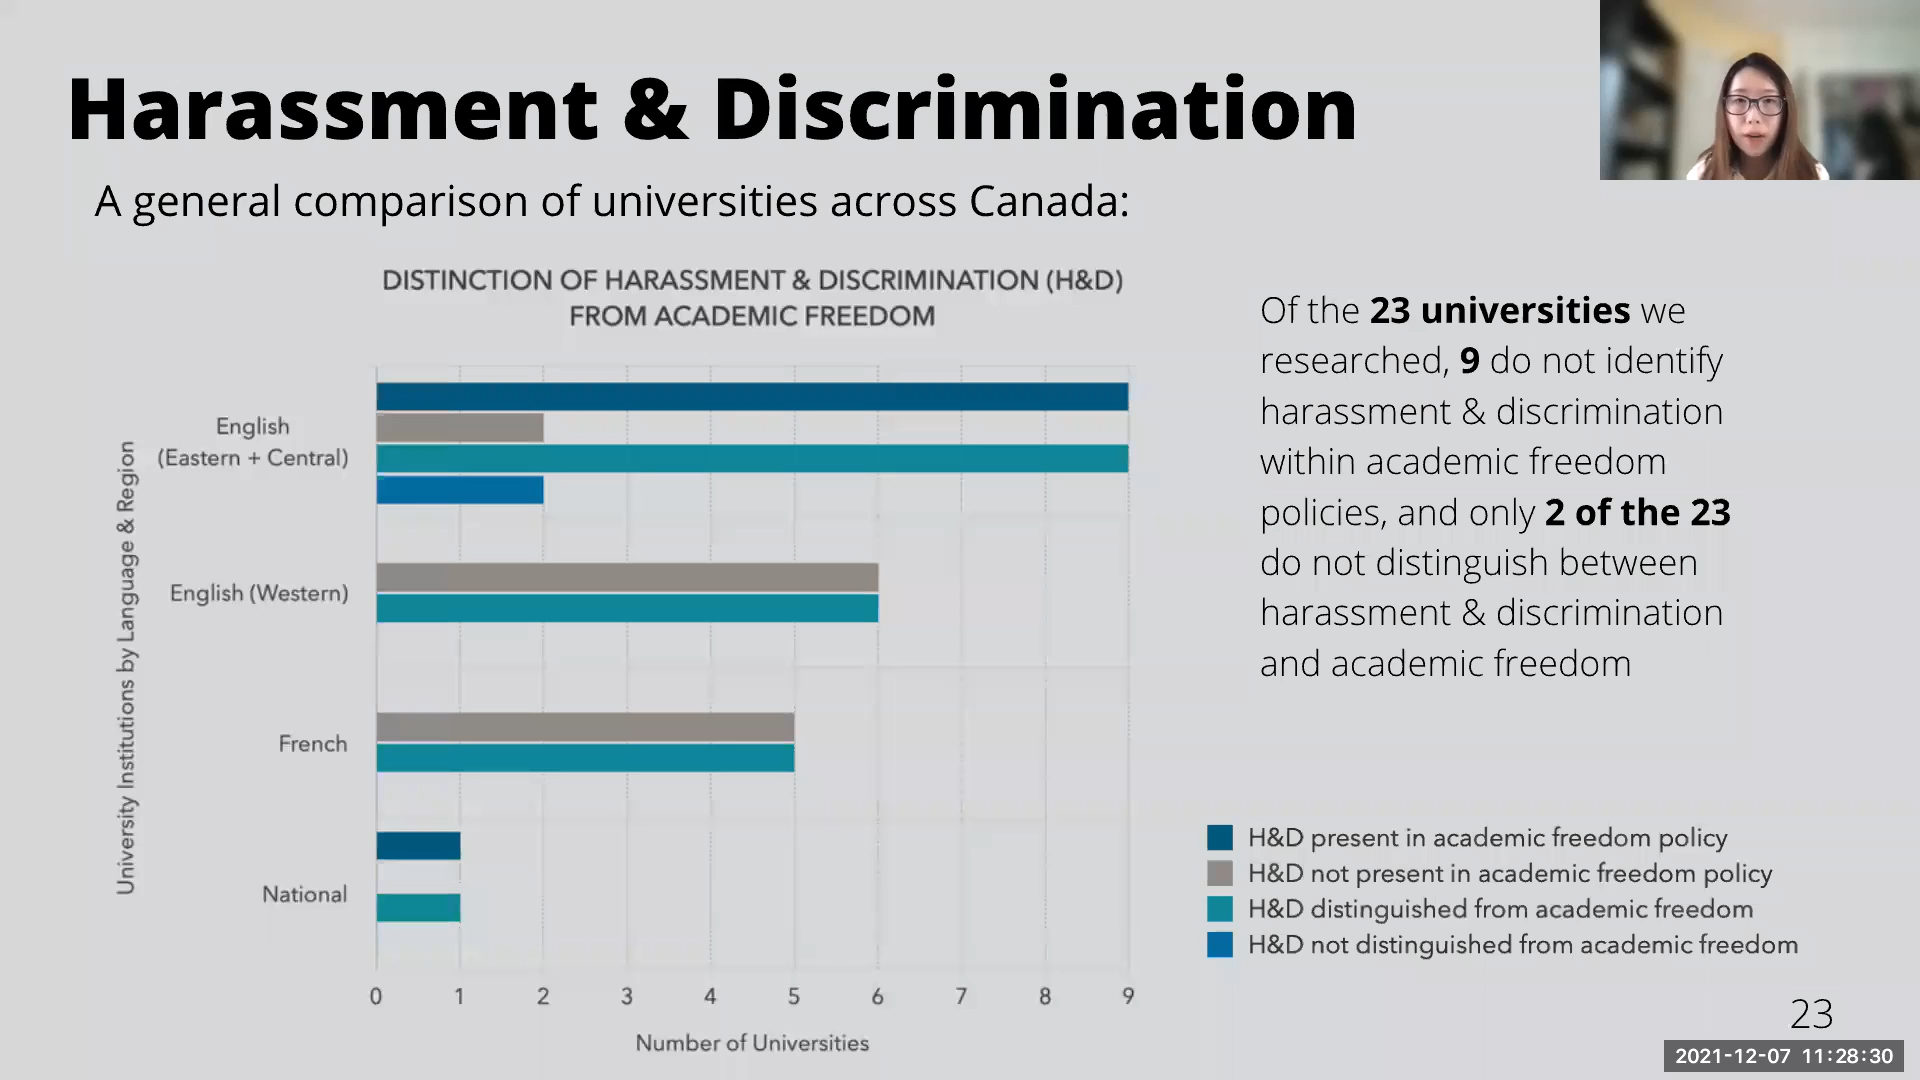 Harassment & Discrimination
A general comparison of universities across Canada:
DISTINCTION OF HARASSMENT & DISCRIMINATION (H&D)
FROM ACADEMIC FREEDOM
University Institutions by Language & Region
English
(Eastern + Central)
English (Western)
French
National
0 1 2 3 4 5 6 7 8 9
Number of Universities
Of the 23 universities we
researched, 9 do not identify
harassment & discrimination
within academic freedom
policies, and only 2 of the 23
do not distinguish between
harassment & discrimination
and academic freedom
H&D present in academic freedom policy
H&D not present in academic freedom policy
H&D distinguished from academic freedom
H&D not distinguished from academic freedom
23
2021-12-07 11:28:30